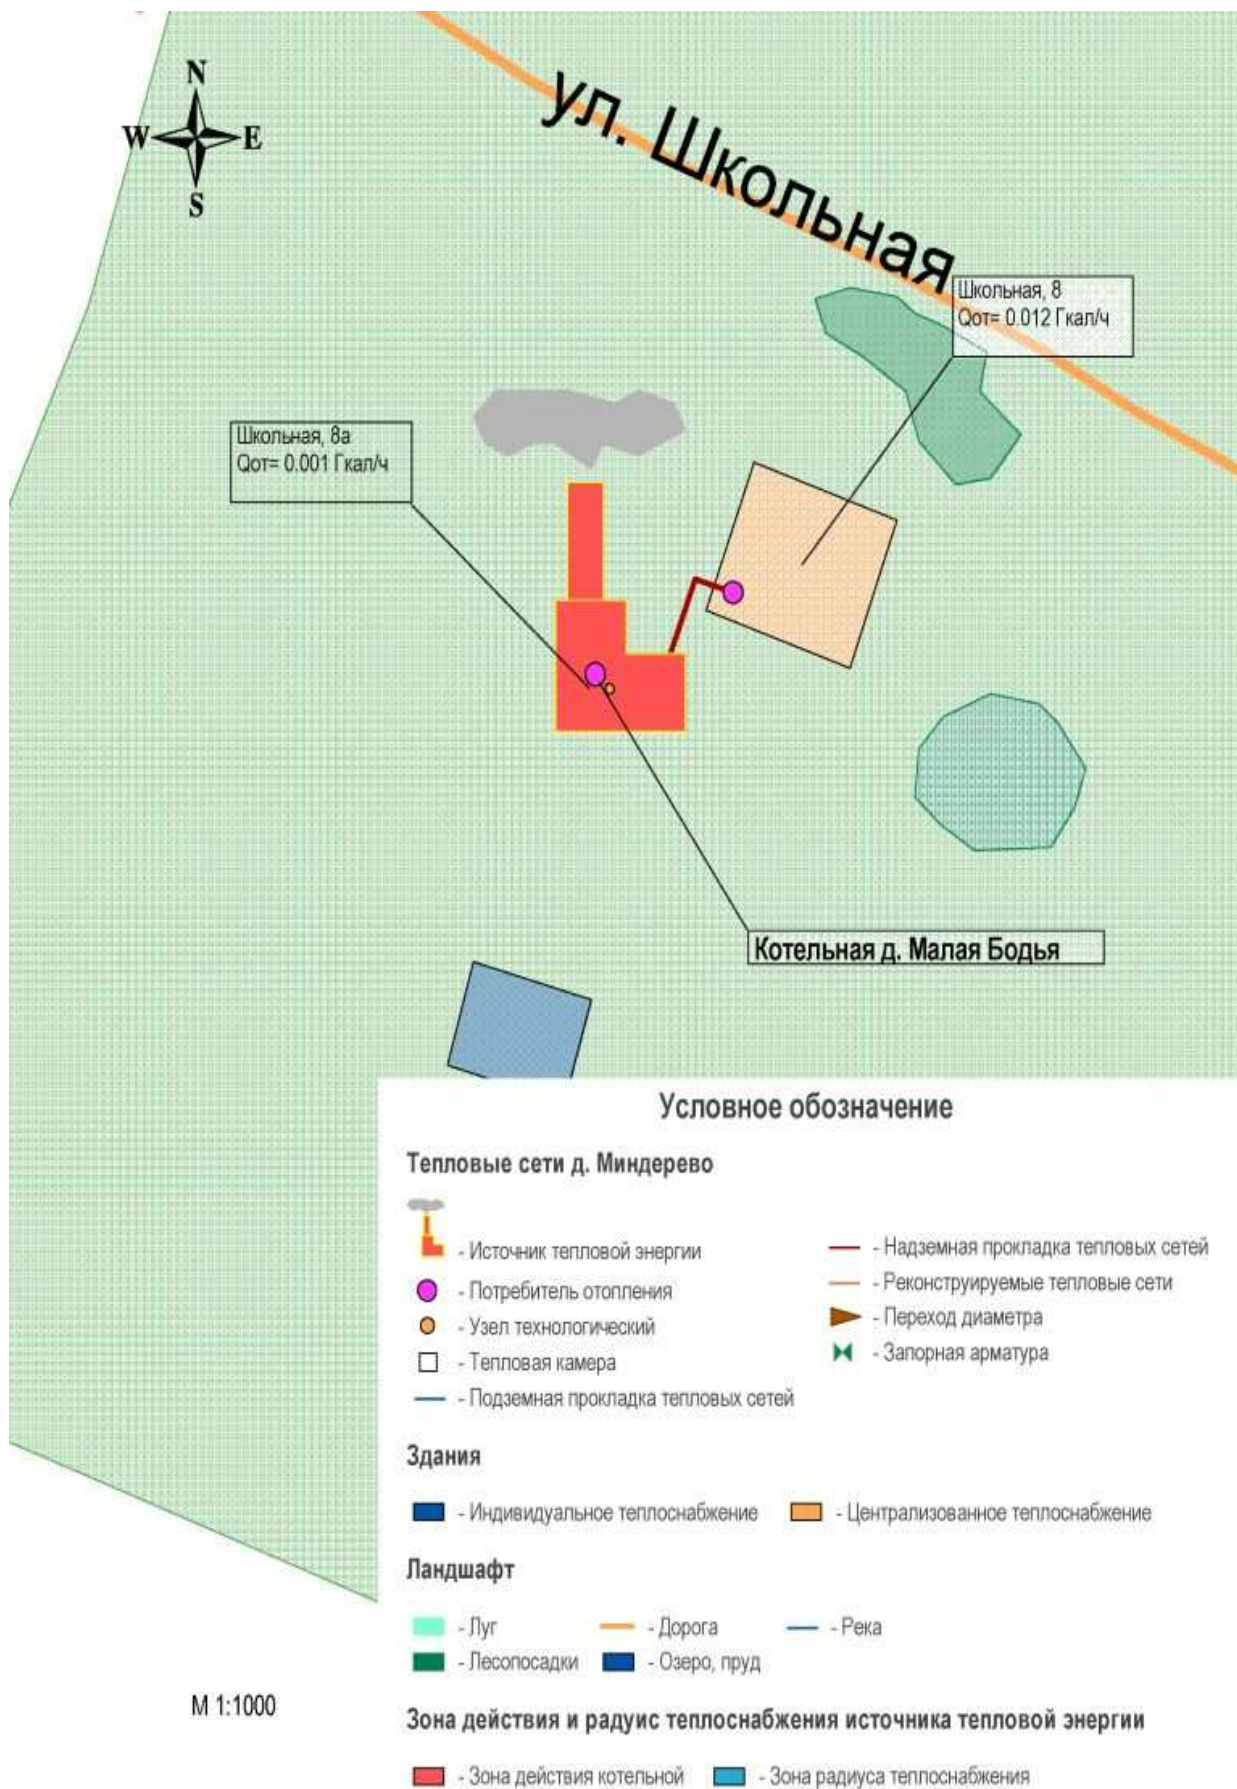 N
W E
S
ул. Школьная
Школьная, 8
Qот= 0.012 Гкал/ч
Школьная, 8а
Qот= 0.001 Гкал/ч
Котельная д. Малая Бодья
Условное обозначение
Тепловые сети д. Миндерево
- Источник тепловой энергии
- Надземная прокладка тепловых сетей
- Потребитель отопления
- Реконструируемые тепловые сети
- Узел технологический
- Переход диаметра
- Тепловая камера
- Запорная арматура
- Подземная прокладка тепловых сетей
Здания
- Индивидуальное теплоснабжение
- Централизованное теплоснабжение
Ландшафт
- Луг
- Дорога
- Река
- Лесопосадки
- Озеро, пруд
М 1:1000
Зона действия и радуис теплоснабжения источника тепловой энергии
- Зона действия котельной
- Зона радиуса теплоснабжения